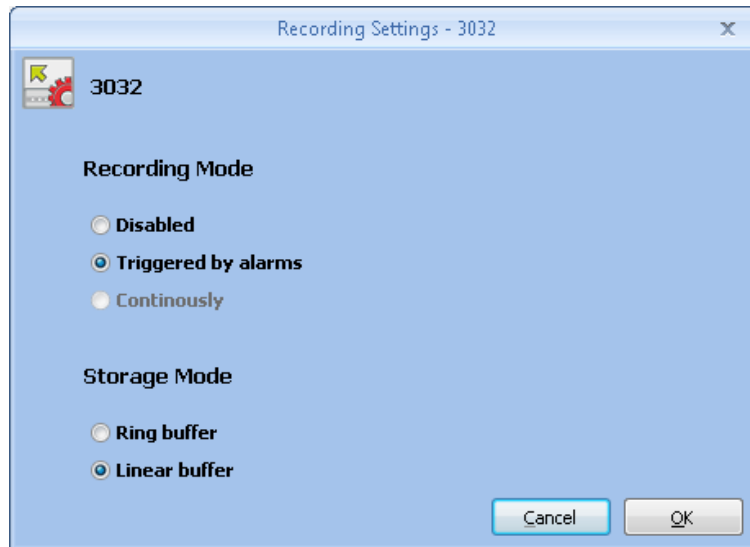 Recording Settings - 3032
3032
Recording Mode
Disabled
Triggered by alarms
Continously
Storage Mode
Ring buffer
Linear buffer
Cancel OK